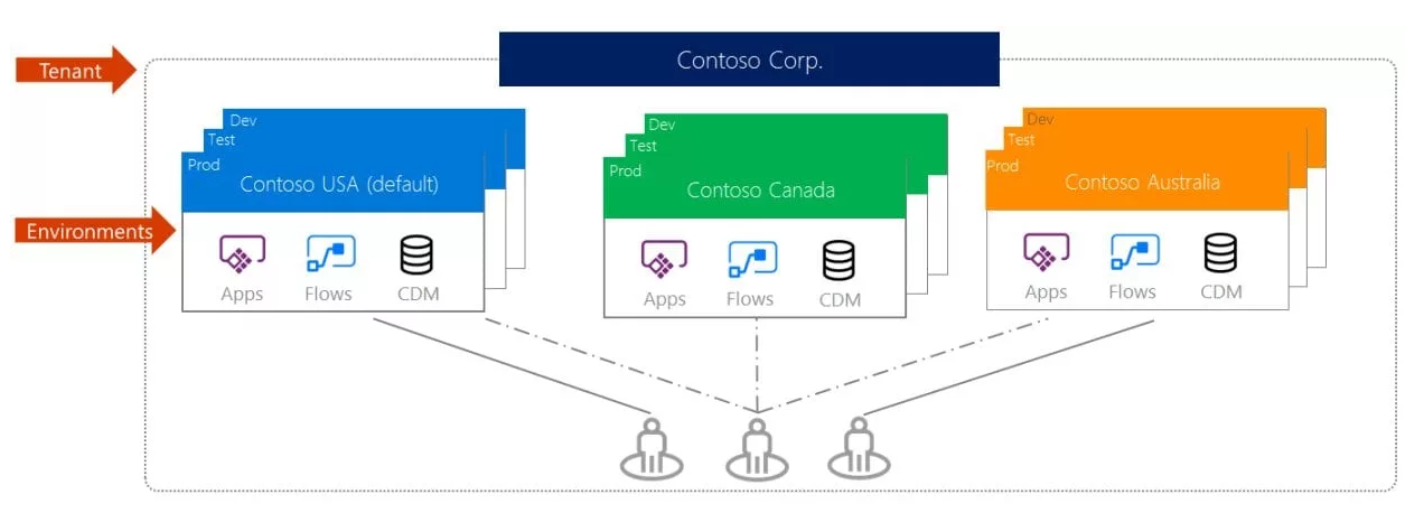 Contoso Corp.
Tenant
Dev
Test
Prod
Contoso USA (default)
Dev
Test
Prod
Contoso Canada
Dev
Test
Prod
Contoso Australia
Environments
Apps Flows CDM
Apps Flows CDM
Apps Flows CDM